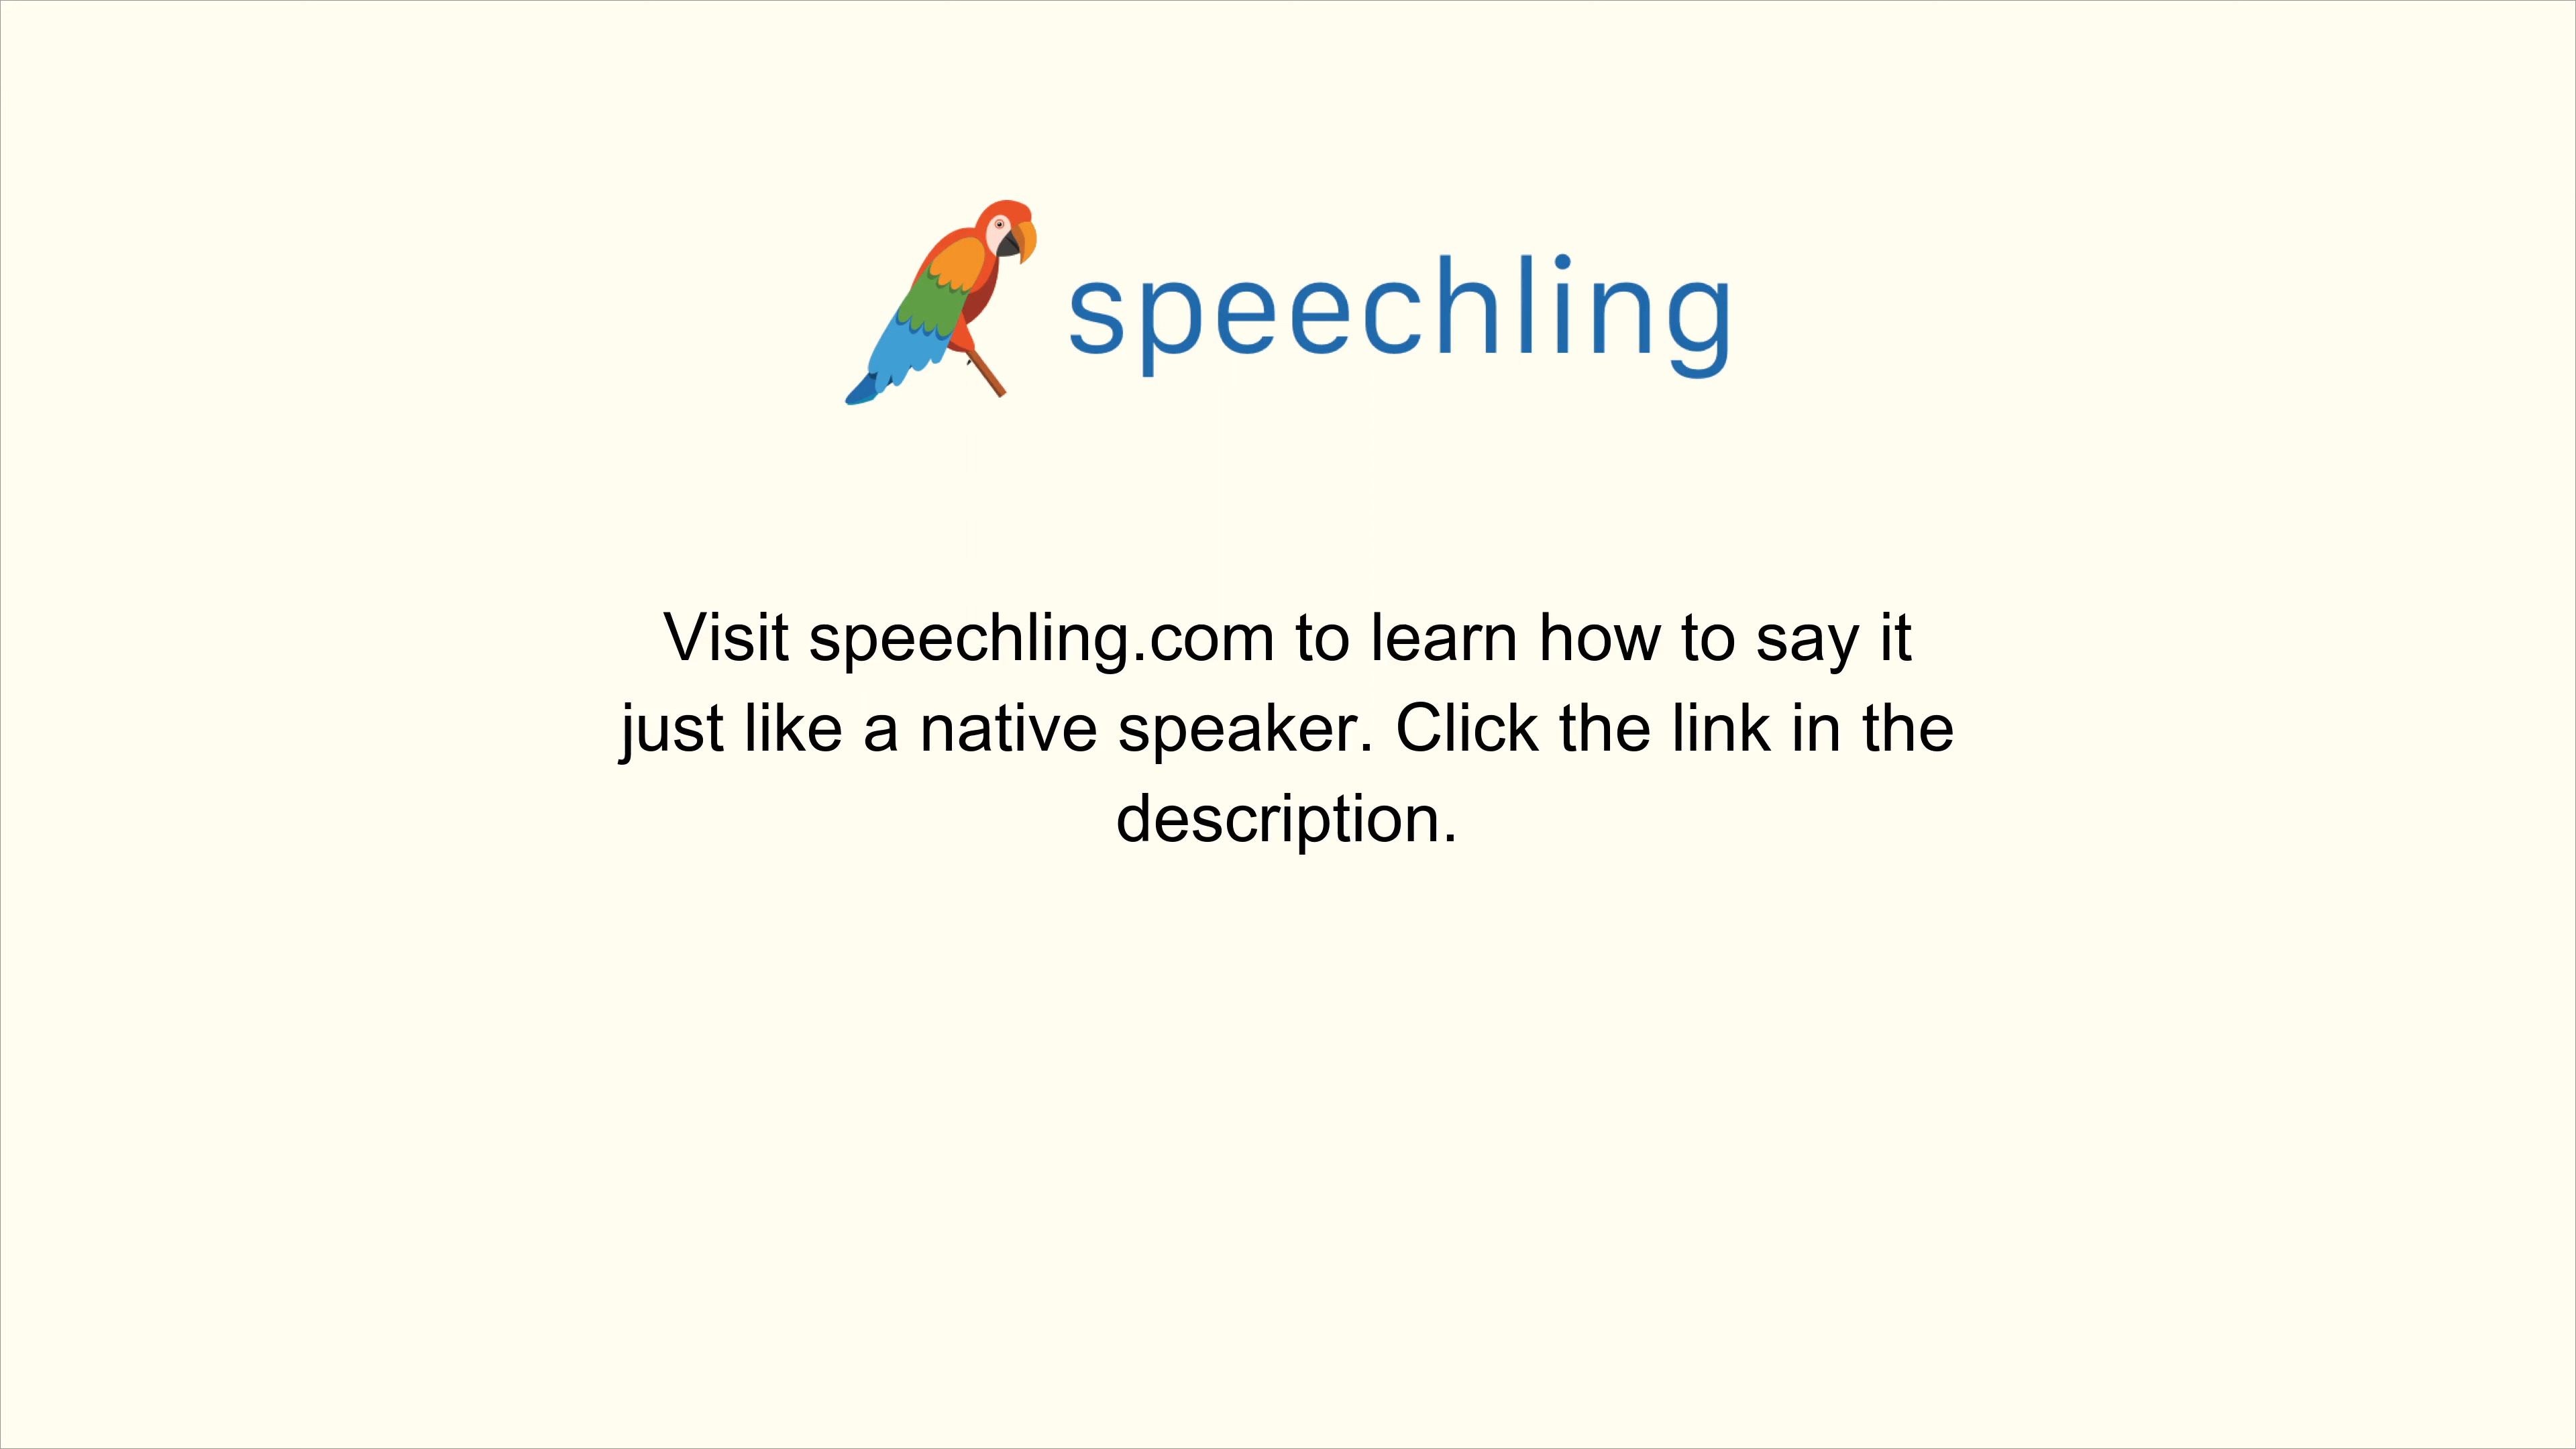 speechling
Visit speechling.com to learn how to say it
just like a native speaker. Click the link in the
description.